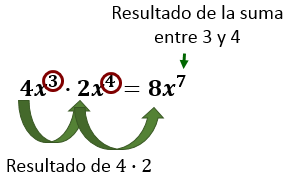 Resultado de la suma
entre 3 y 4
4x³ · 2x⁴ = 8x⁷
Resultado de 4 · 2